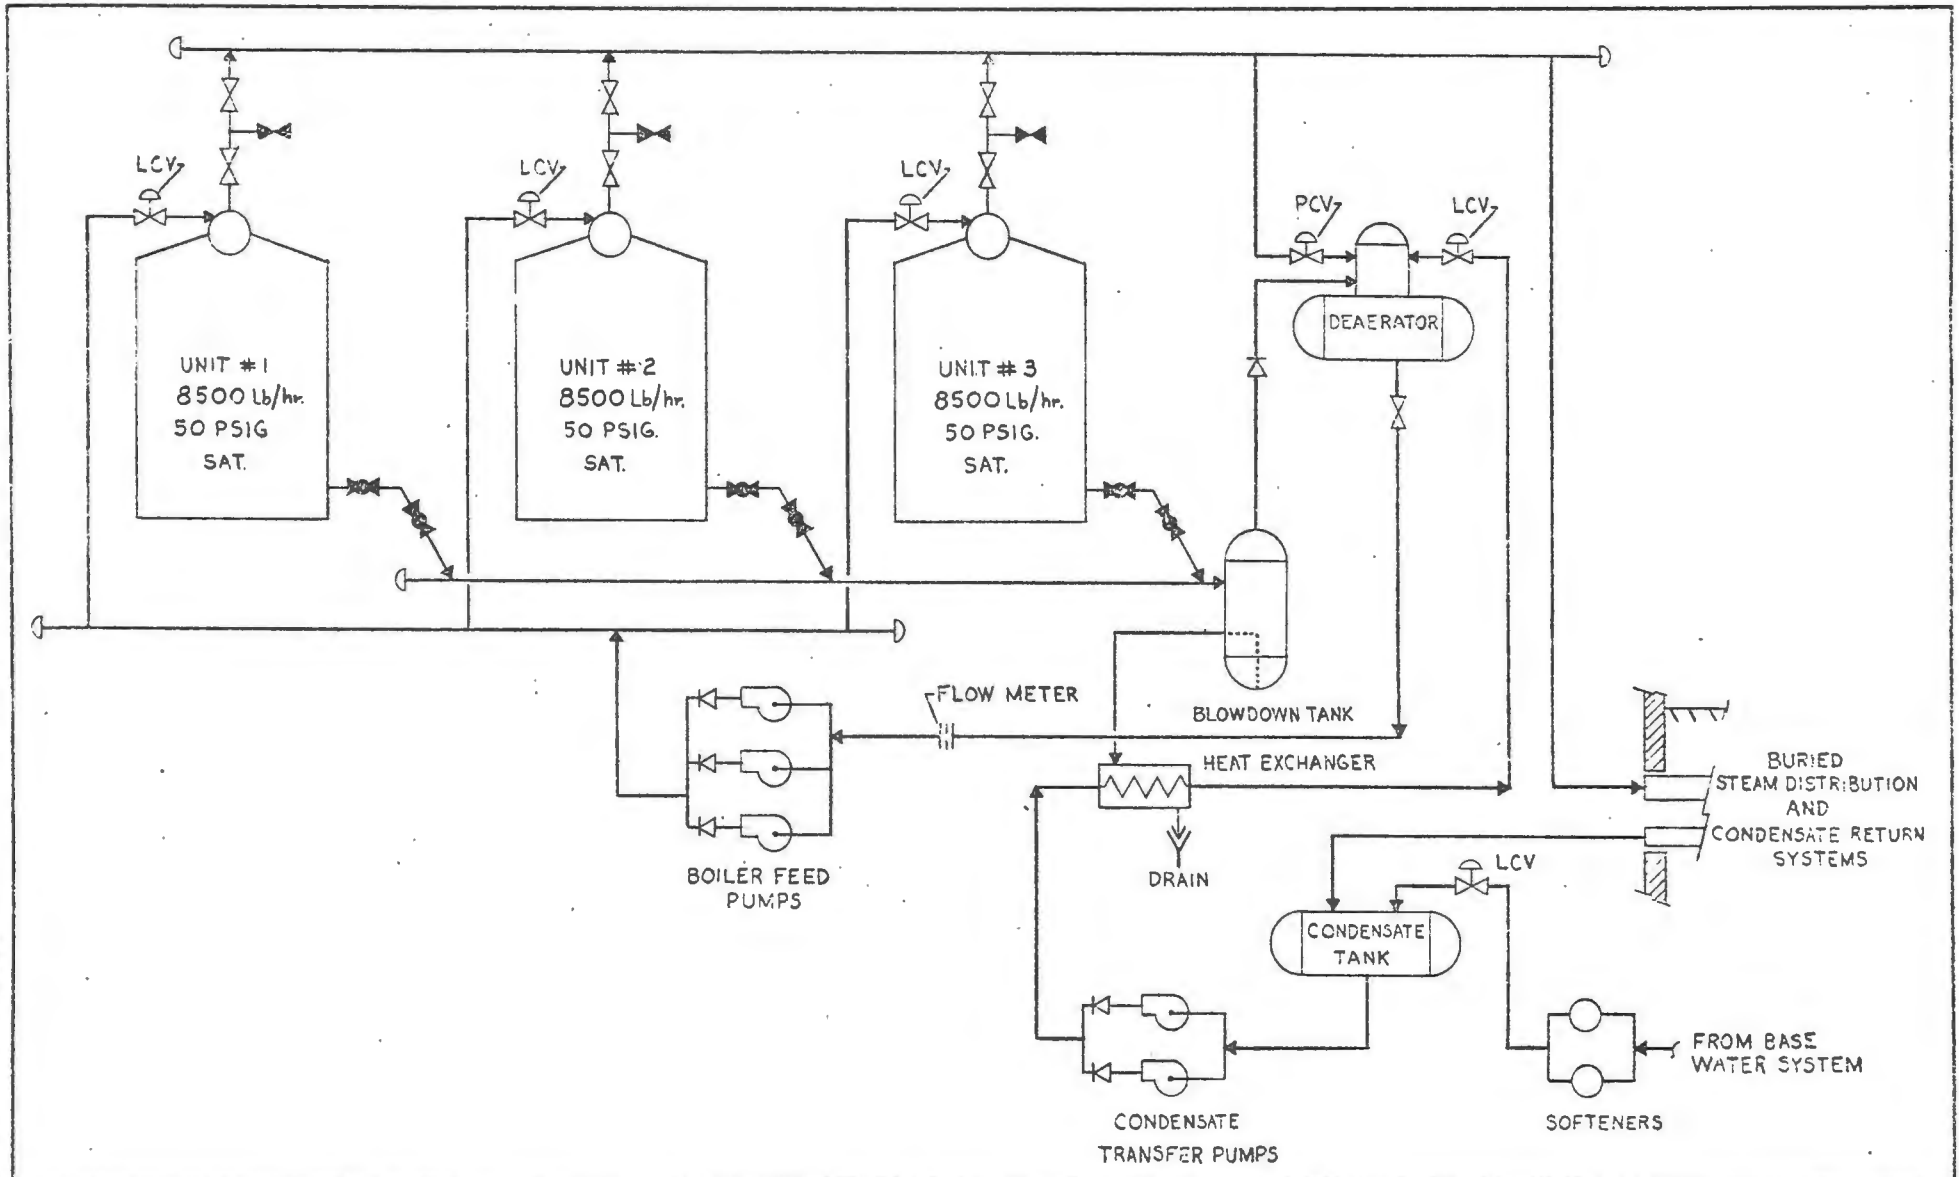 LCV
LCV
LCV
PCV
LCV
DEAERATOR
UNIT # 1
8500 Lb/hr.
50 PSIG
SAT.
UNIT # 2
8500 Lb/hr.
50 PSIG.
SAT.
UNIT # 3
8500 Lb/hr.
50 PSIG.
SAT.
FLOW METER
BLOWDOWN TANK
HEAT EXCHANGER
BURIED
STEAM DISTRIBUTION
AND
CONDENSATE RETURN
SYSTEMS
BOILER FEED
PUMPS
DRAIN
LCV
CONDENSATE
TANK
FROM BASE
WATER SYSTEM
CONDENSATE
TRANSFER PUMPS
SOFTENERS